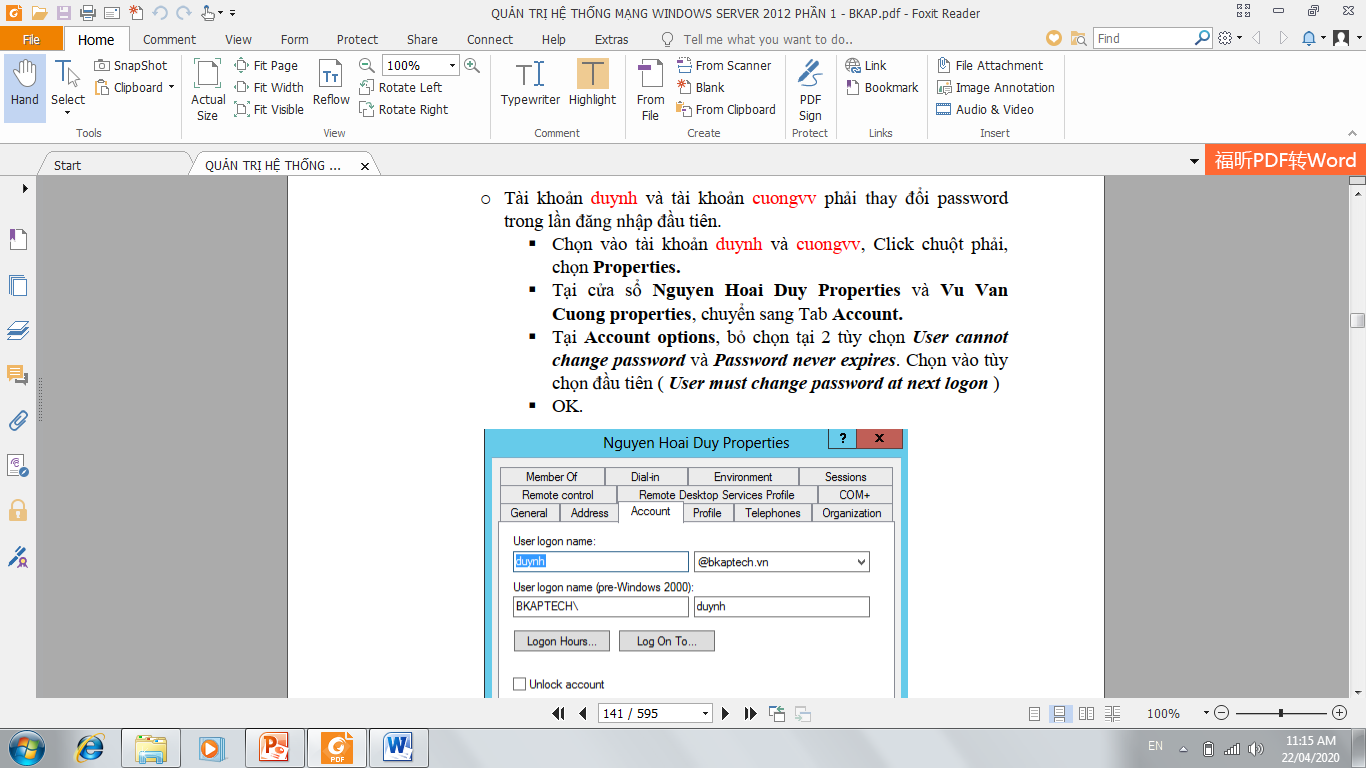 QUẢN TRỊ HỆ THỐNG MẠNG WINDOWS SERVER 2012 PHẦN 1 - BKAP.pdf - Foxit Reader
File Home Comment View Form Protect Share Connect Help Extras Tell me what you want to do.. Find
Hand
Select
SnapShot
Clipboard
Tools
Actual Size
Fit Page
Fit Width
Fit Visible
Reflow
100%
Rotate Left
Rotate Right
View
Typewriter
Highlight
Comment
From File
From Scanner
Blank
From Clipboard
Create
PDF Sign
Protect
Link
Bookmark
Links
File Attachment
Image Annotation
Audio & Video
Insert
Start
QUẢN TRỊ HỆ THỐNG ...
福昕PDF转Word
o Tài khoản duynh và tài khoản cuongvv phải thay đổi password
trong lần đăng nhập đầu tiên.
▪ Chọn vào tài khoản duynh và cuongvv, Click chuột phải,
chọn Properties.
▪ Tại cửa sổ Nguyen Hoai Duy Properties và Vu Van
Cuong properties, chuyển sang Tab Account.
▪ Tại Account options, bỏ chọn tại 2 tùy chọn User cannot
change password và Password never expires. Chọn vào tùy
chọn đầu tiên ( User must change password at next logon )
▪ OK.
Nguyen Hoai Duy Properties ? x
Member Of Dial-in Environment Sessions
Remote control Remote Desktop Services Profile COM+
General Address Account Profile Telephones Organization
User logon name:
duynh @bkaptech.vn
User logon name (pre-Windows 2000):
BKAPTECH\ duynh
Logon Hours... Log On To...
Unlock account
141 / 595
100%
EN
11:15 AM
22/04/2020